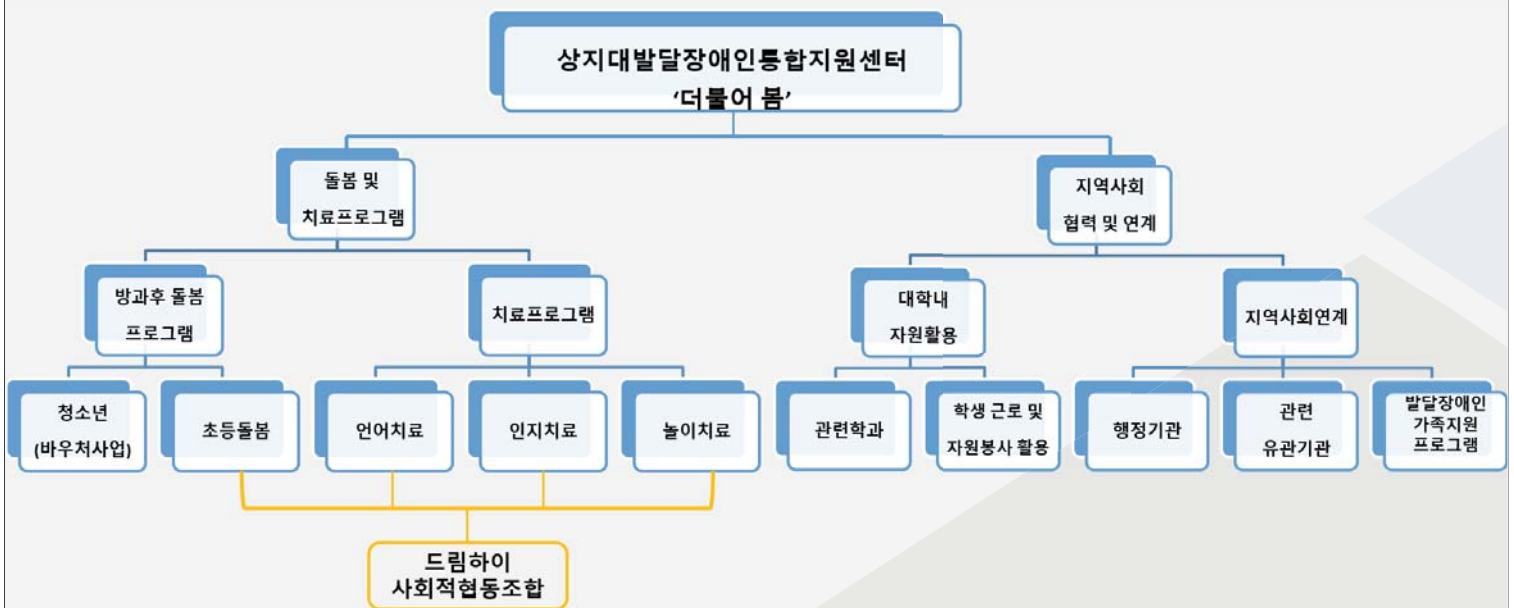 상지대발달장애인통합지원센터
‘더불어 봄’
돌봄 및
치료프로그램
지역사회
협력 및 연계
방과후 돌봄
프로그램
치료프로그램
대학내
자원활용
지역사회연계
청소년
(바우처사업)
초등돌봄
언어치료
인지치료
놀이치료
관련학과
학생 근로 및
자원봉사 활용
행정기관
관련
유관기관
발달장애인
가족지원
프로그램
드림하이
사회적협동조합